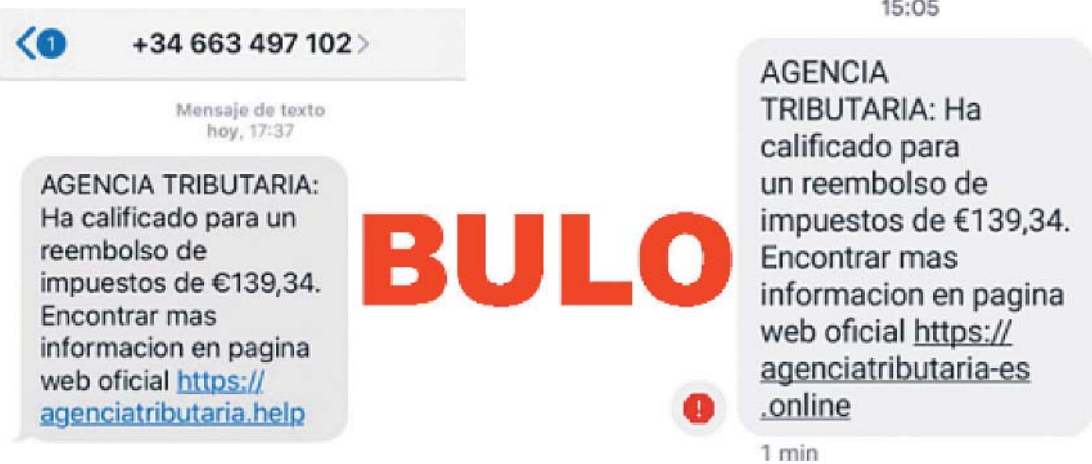 +34 663 497 102
1
Mensaje de texto
hoy, 17:37
AGENCIA TRIBUTARIA:
Ha calificado para un
reembolso de
impuestos de €139,34.
Encontrar mas
informacion en pagina
web oficial https://
agenciatributaria.help
BULO
15:05
AGENCIA
TRIBUTARIA: Ha
calificado para
un reembolso de
impuestos de €139,34.
Encontrar mas
informacion en pagina
web oficial https://
agenciatributaria-es
.online
1 min